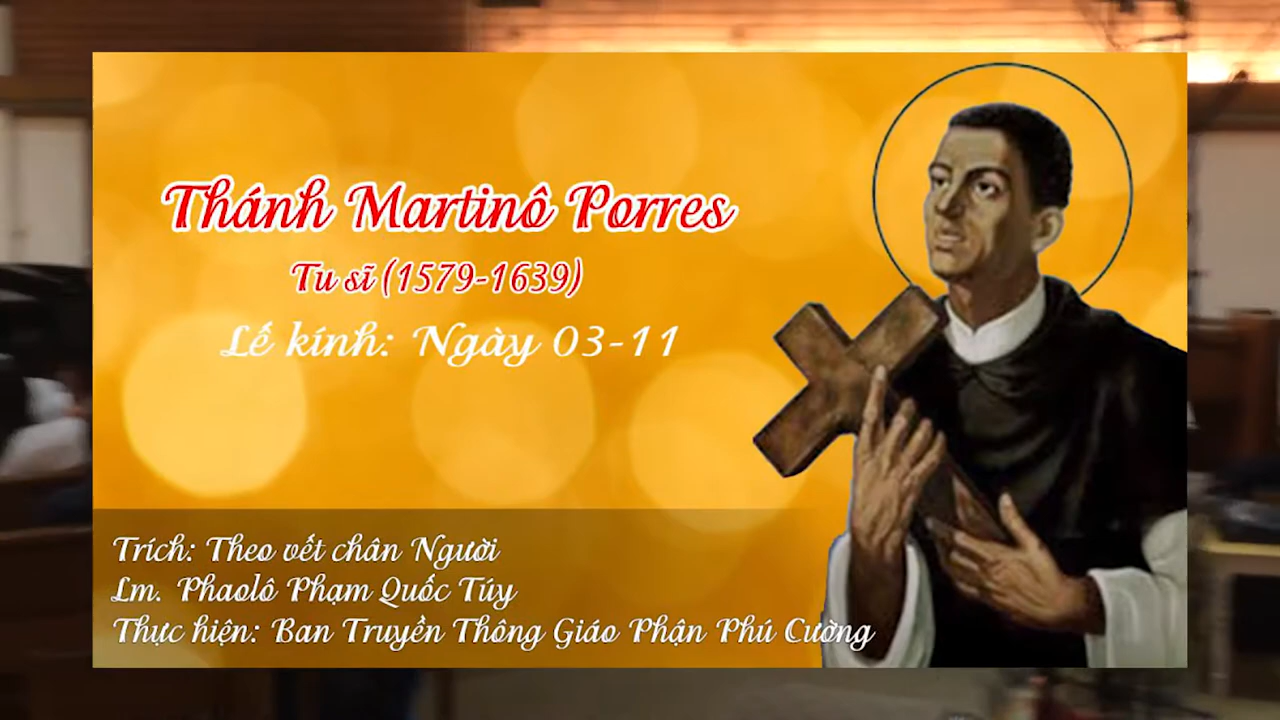 Thánh Martinô Porres
Tu sĩ (1579-1639)
Lế kính: Ngày 03-11
Trích: Theo vết chân Người
Lm. Phaolô Phạm Quốc Túy
Thực hiện: Ban Truyền Thông Giáo Phận Phú Cường